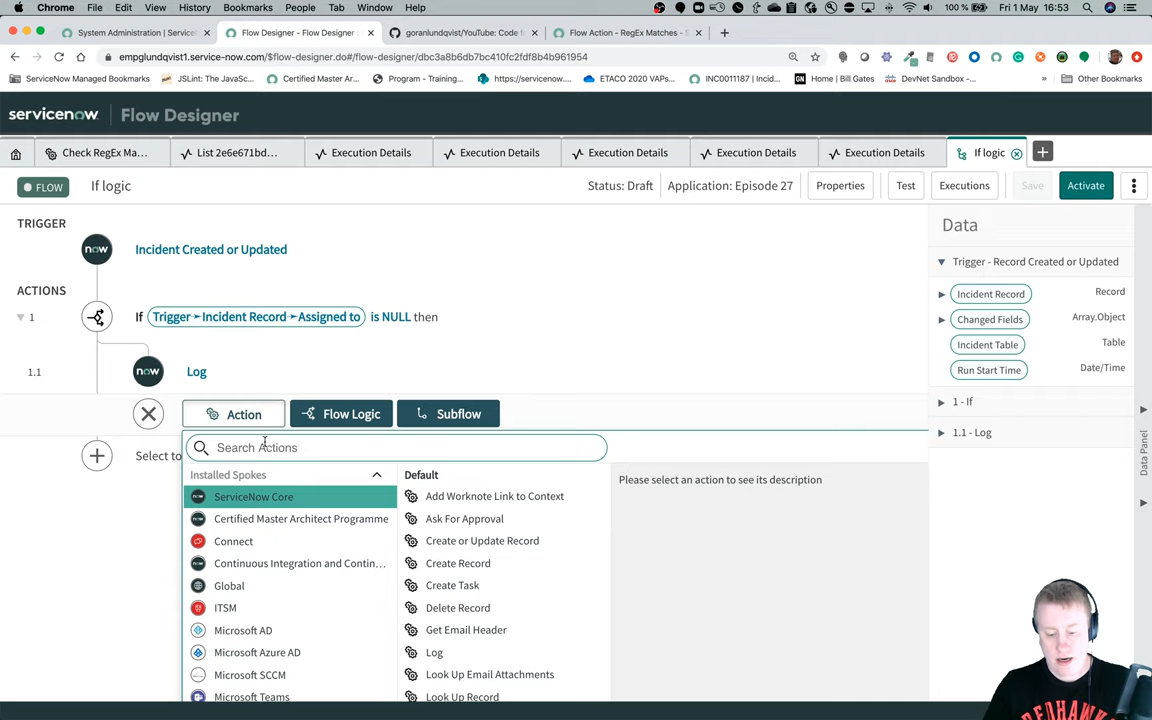 Chrome File Edit View History Bookmarks People Tab Window Help 100 % Fri 1 May 16:53
System Administration | Service
Flow Designer - Flow Designer
goranlundqvist/YouTube: Code f
Flow Action - RegEx Matches - S
empglundqvist1.service-now.com/$flow-designer.do#/flow-designer/dbc3a8b6db7bc410fc2fdf4b961954
ServiceNow Managed Bookmarks JSLint: The JavaSc... Certified Master Ar... Program - Training... https://servicenow.... ETACO 2020 VAPs... INC0011187 | Incid... GN Home | Bill Gates DevNet Sandbox -... » Other Bookmarks
servicenow Flow Designer
Check RegEx Ma... List 2e6e671bd... Execution Details Execution Details Execution Details Execution Details Execution Details If logic
FLOW If logic Status: Draft Application: Episode 27 Properties Test Executions Save Activate
TRIGGER
now Incident Created or Updated
ACTIONS
1 If Trigger Incident Record Assigned to is NULL then
1.1 now Log
Action Flow Logic Subflow
Select to
Search Actions
Installed Spokes
ServiceNow Core
Certified Master Architect Programme
Connect
Continuous Integration and Contin...
Global
ITSM
Microsoft AD
Microsoft Azure AD
Microsoft SCCM
Microsoft Teams
Default
Add Worknote Link to Context
Ask For Approval
Create or Update Record
Create Record
Create Task
Delete Record
Get Email Header
Log
Look Up Email Attachments
Look Up Record
Please select an action to see its description
Data
Trigger - Record Created or Updated
Incident Record Record
Changed Fields Array.Object
Incident Table Table
Run Start Time Date/Time
1 - If
1.1 - Log
Data Panel
REDHAWKS